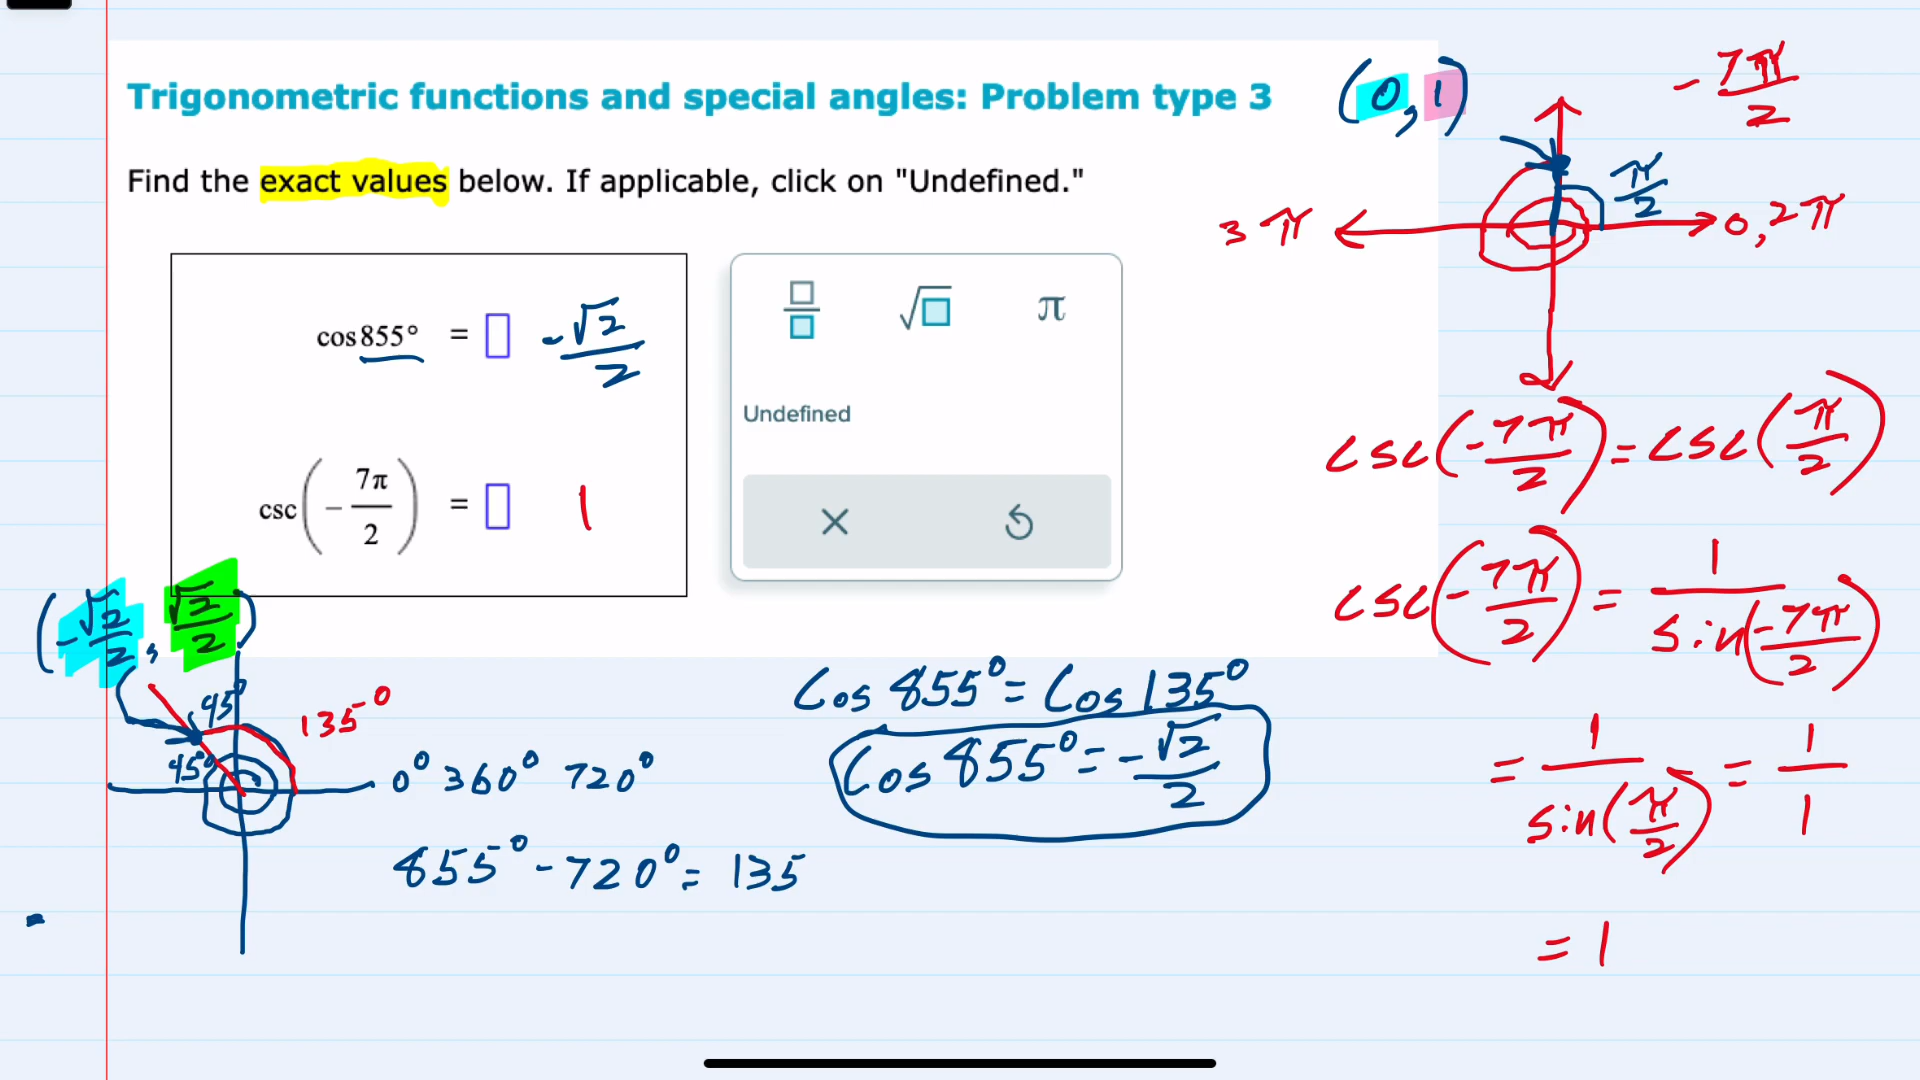 Trigonometric functions and special angles: Problem type 3
Find the exact values below. If applicable, click on "Undefined."
cos 855° = □ -√2/2
csc(-7π/2) = □ 1
√□ π
Undefined
(0, 1)
-7π/2
π/2
3π
0, 2π
csc(-7π/2) = csc(π/2)
csc(-7π/2) = 1/sin(-7π/2)
= 1/sin(π/2) = 1/1
= 1
(-√2/2, √2/2)
45°
135°
45°
0° 360° 720°
855° - 720° = 135
Cos 855° = Cos 135°
Cos 855° = -√2/2